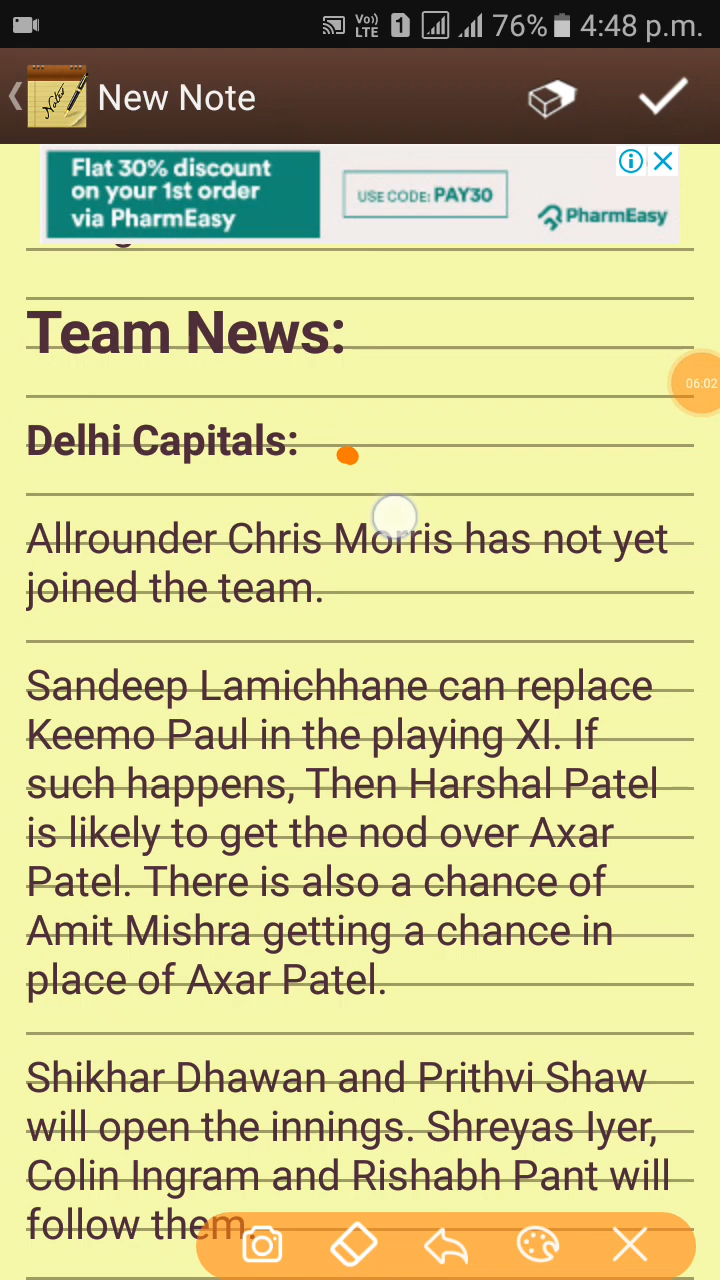 Vo))
LTE
1
76%
4:48 p.m.
Notes
New Note
Flat 30% discount
on your 1st order
via PharmEasy
USE CODE: PAY30
PharmEasy
Team News:
06:02
Delhi Capitals:
Allrounder Chris Morris has not yet
joined the team.
Sandeep Lamichhane can replace
Keemo Paul in the playing XI. If
such happens, Then Harshal Patel
is likely to get the nod over Axar
Patel. There is also a chance of
Amit Mishra getting a chance in
place of Axar Patel.
Shikhar Dhawan and Prithvi Shaw
will open the innings. Shreyas Iyer,
Colin Ingram and Rishabh Pant will
follow them.